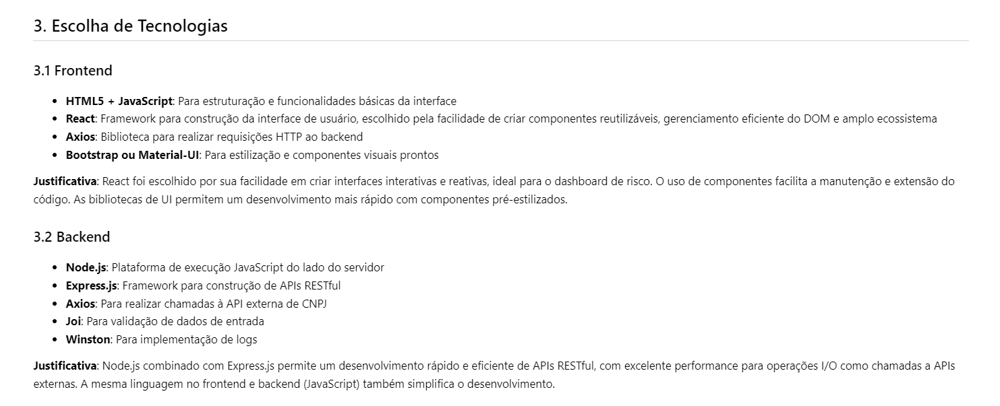 3. Escolha de Tecnologias
3.1 Frontend
• HTML5 + JavaScript: Para estruturação e funcionalidades básicas da interface
• React: Framework para construção da interface de usuário, escolhido pela facilidade de criar componentes reutilizáveis, gerenciamento eficiente do DOM e amplo ecossistema
• Axios: Biblioteca para realizar requisições HTTP ao backend
• Bootstrap ou Material-UI: Para estilização e componentes visuais prontos
Justificativa: React foi escolhido por sua facilidade em criar interfaces interativas e reativas, ideal para o dashboard de risco. O uso de componentes facilita a manutenção e extensão do
código. As bibliotecas de UI permitem um desenvolvimento mais rápido com componentes pré-estilizados.
3.2 Backend
• Node.js: Plataforma de execução JavaScript do lado do servidor
• Express.js: Framework para construção de APIs RESTful
• Axios: Para realizar chamadas à API externa de CNPJ
• Joi: Para validação de dados de entrada
• Winston: Para implementação de logs
Justificativa: Node.js combinado com Express.js permite um desenvolvimento rápido e eficiente de APIs RESTful, com excelente performance para operações I/O como chamadas a APIs
externas. A mesma linguagem no frontend e backend (JavaScript) também simplifica o desenvolvimento.